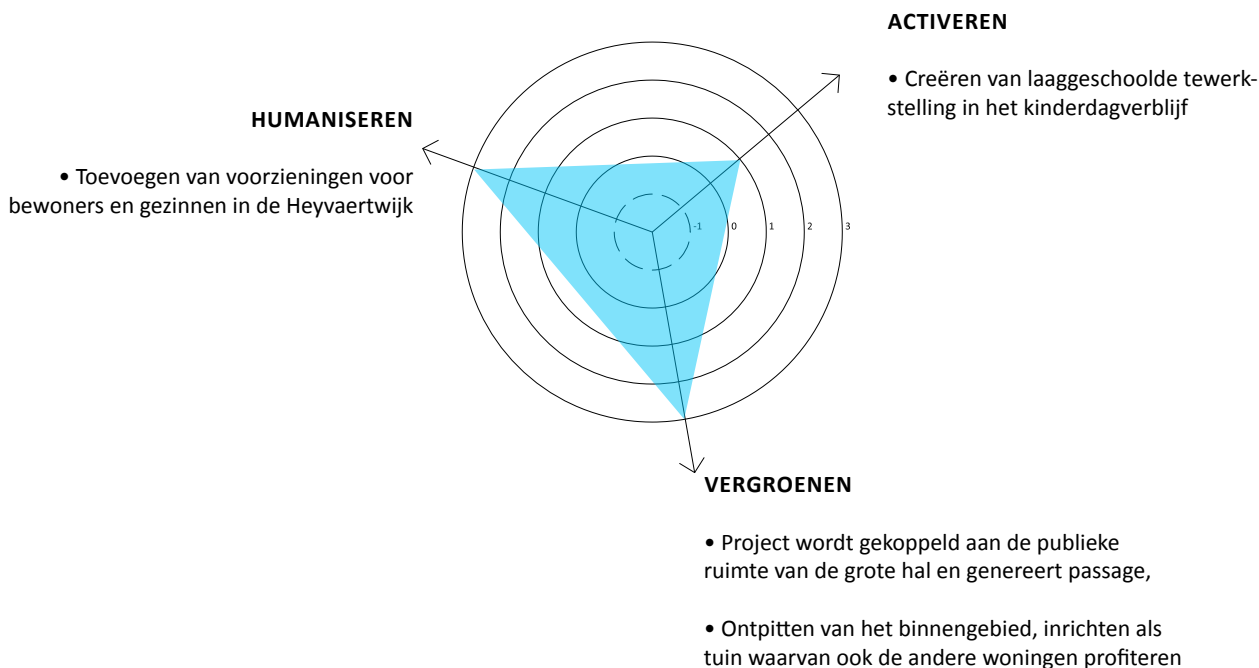 ACTIVEREN
• Creëren van laaggeschoolde tewerk-
stelling in het kinderdagverblijf
HUMANISEREN
• Toevoegen van voorzieningen voor
bewoners en gezinnen in de Heyvaertwijk
-1 0 1 2 3
VERGROENEN
• Project wordt gekoppeld aan de publieke
ruimte van de grote hal en genereert passage,
• Ontpitten van het binnengebied, inrichten als
tuin waarvan ook de andere woningen profiteren